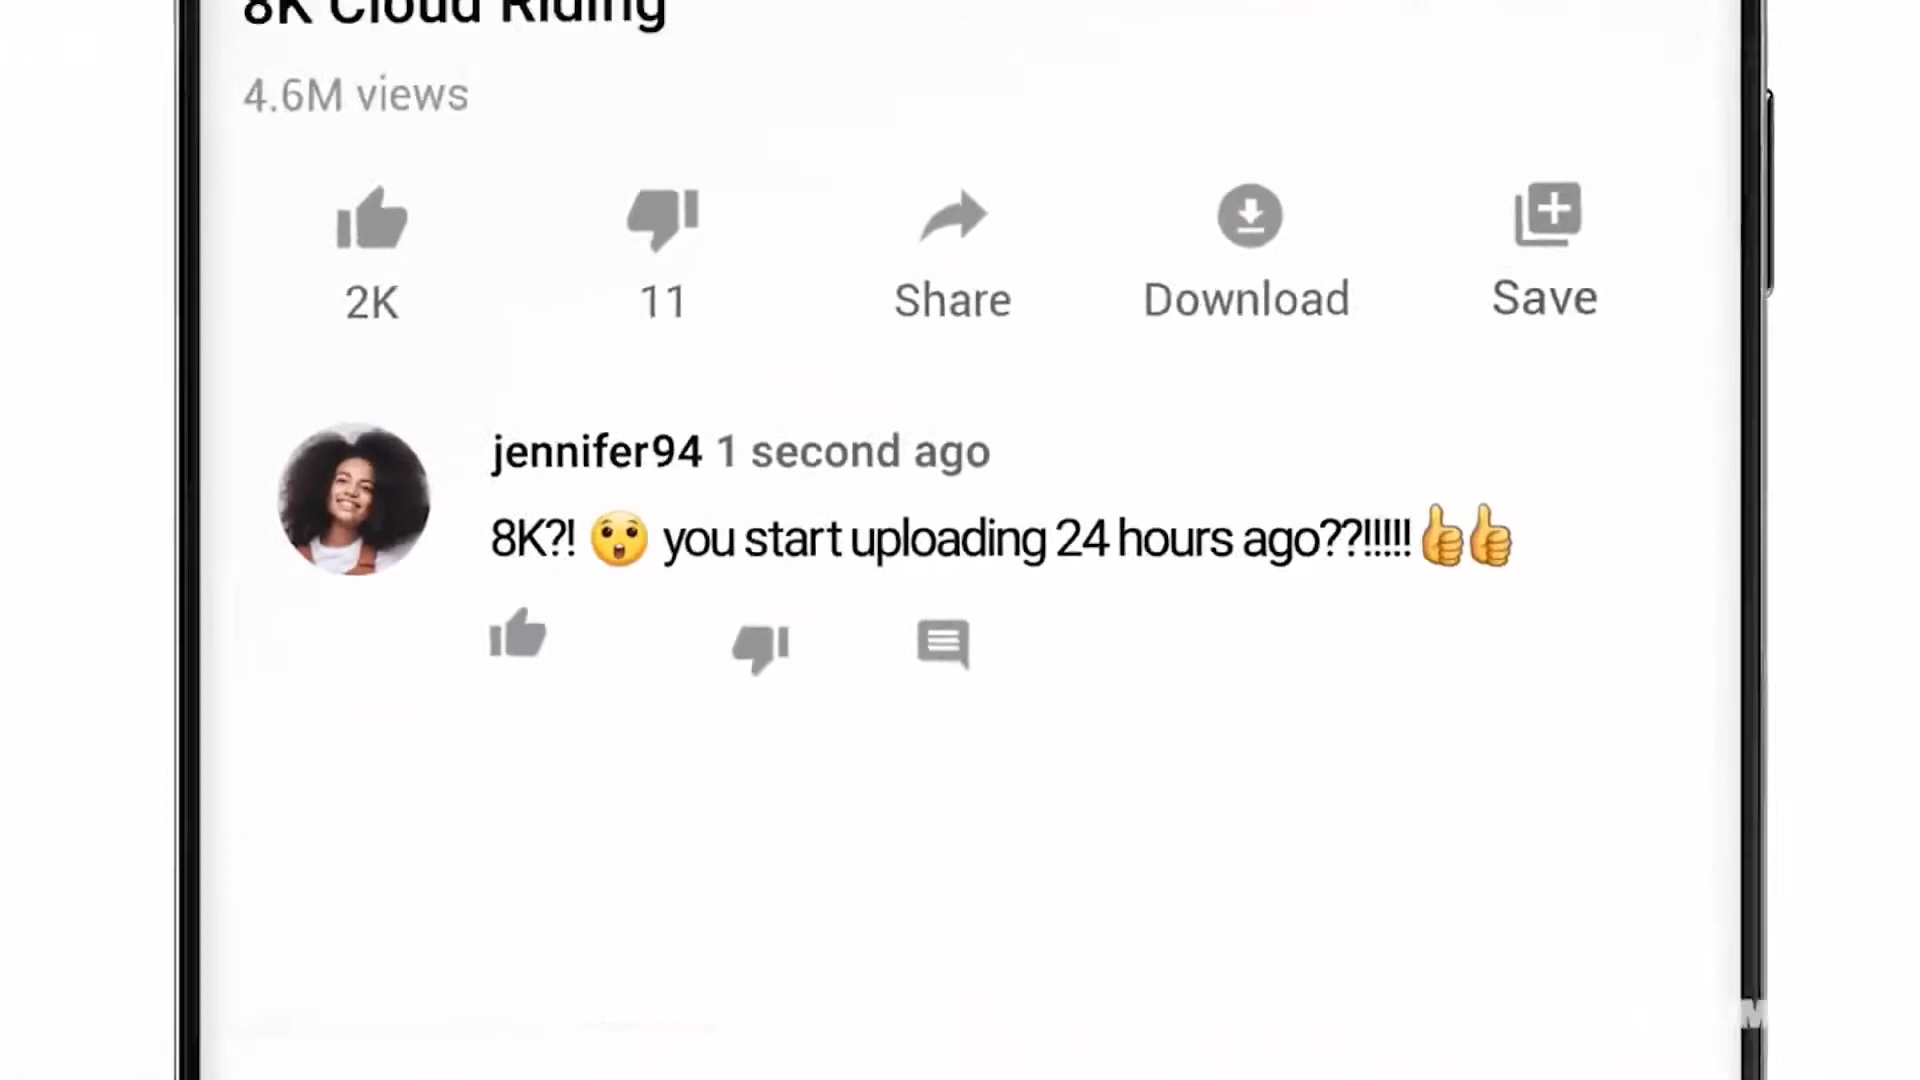 8K Cloud Riding
4.6M views
2K 11 Share Download Save
jennifer94 1 second ago
8K?! 😲 you start uploading 24 hours ago??!!!!! 👍👍